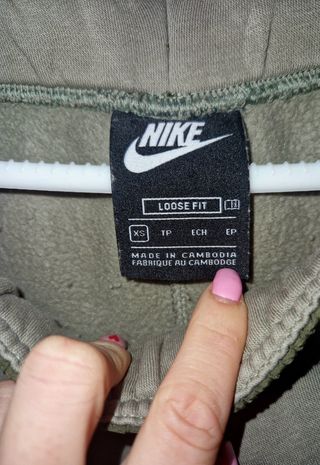 NIKE
LOOSE FIT
XS TP ECH EP
MADE IN CAMBODIA
FABRIQUE AU CAMBODGE